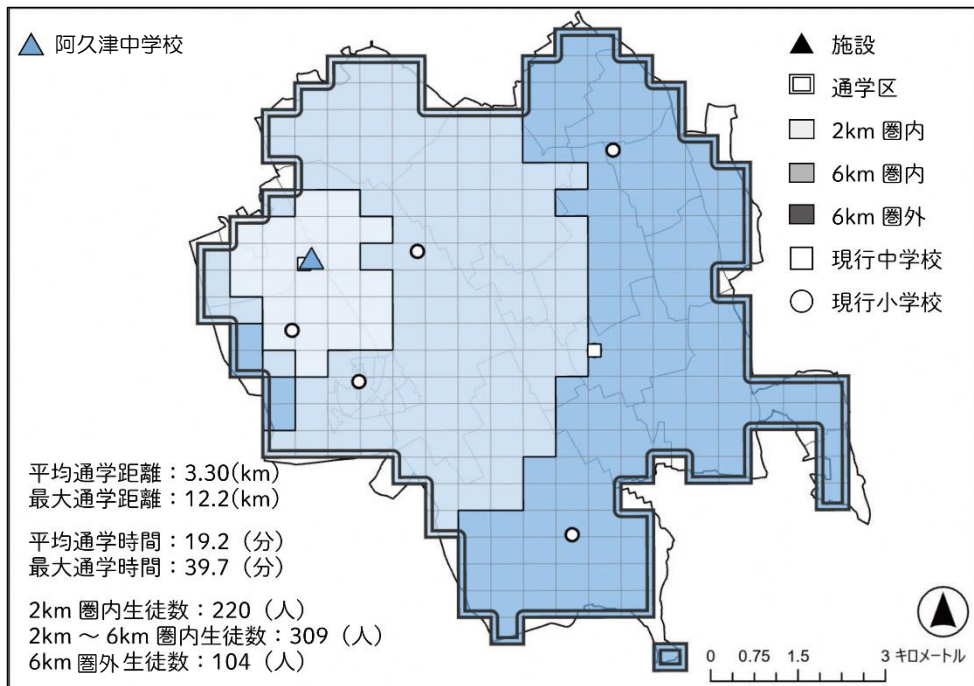 阿久津中学校
施設
通学区
2km 圏内
6km 圏内
6km 圏外
現行中学校
現行小学校
平均通学距離：3.30(km)
最大通学距離：12.2(km)
平均通学時間：19.2（分）
最大通学時間：39.7（分）
2km 圏内生徒数：220（人）
2km ～ 6km 圏内生徒数：309（人）
6km 圏外生徒数：104（人）
0 0.75 1.5 3 キロメートル